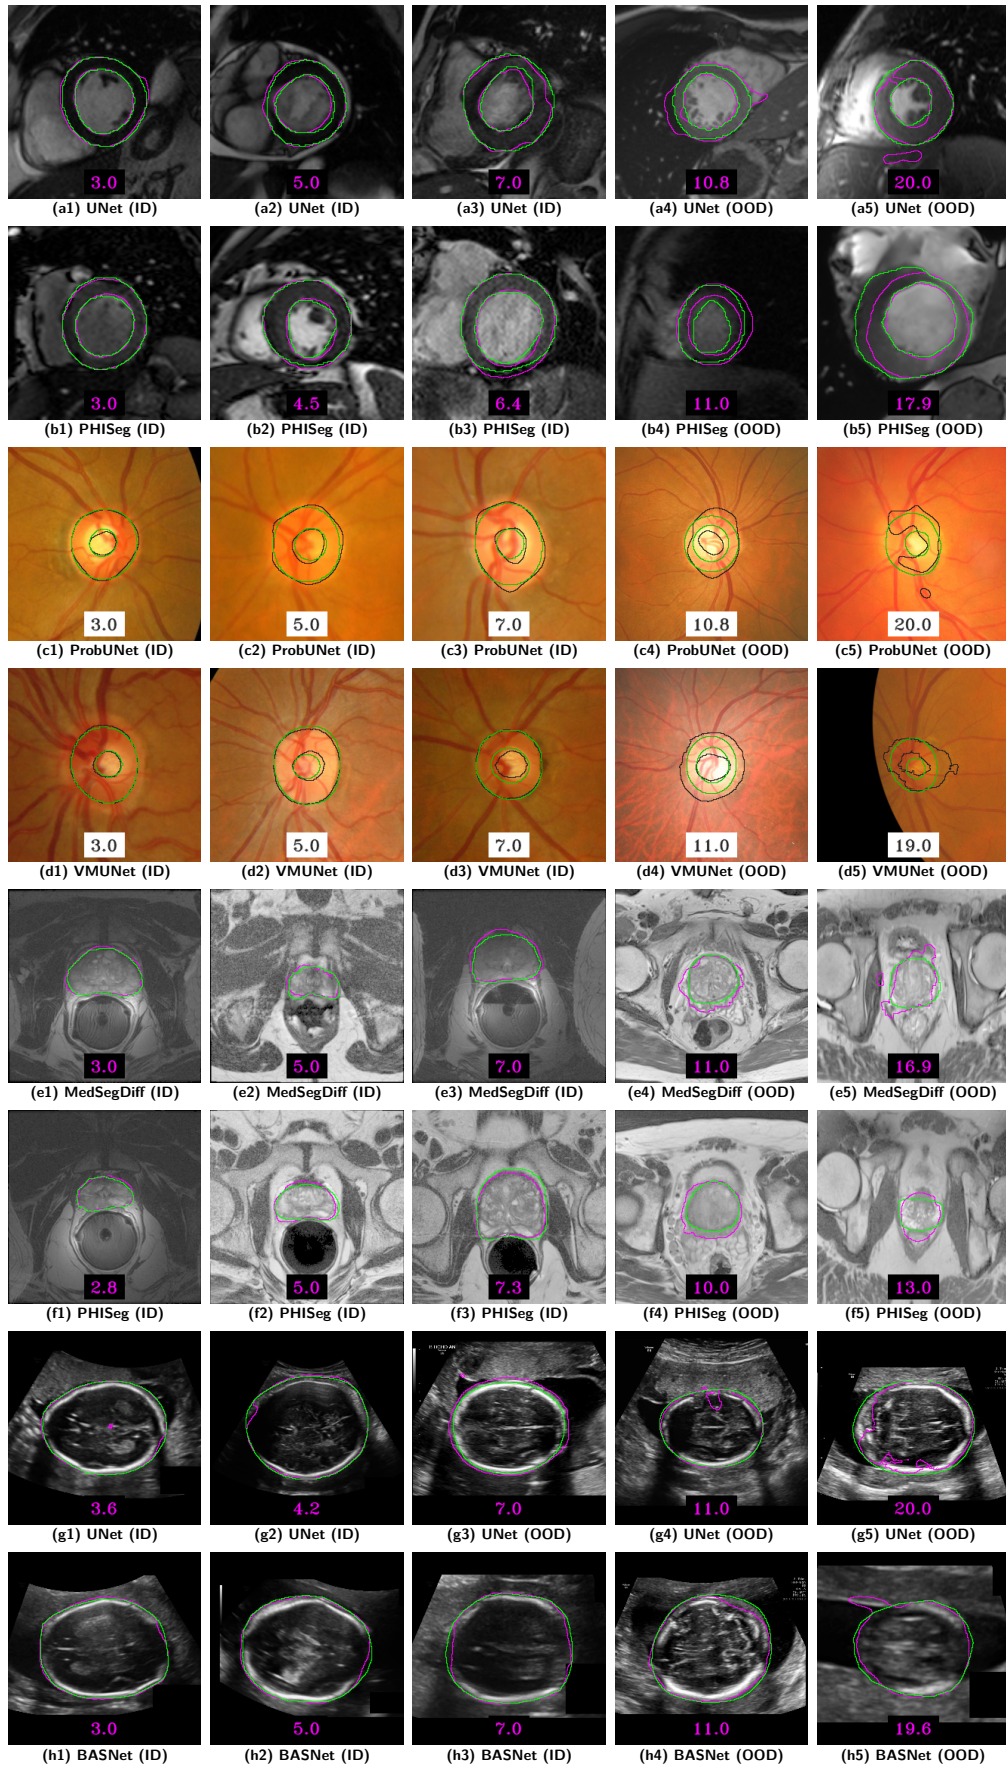 3.0 5.0 7.0 10.8 20.0
(a1) UNet (ID) (a2) UNet (ID) (a3) UNet (ID) (a4) UNet (OOD) (a5) UNet (OOD)
3.0 4.5 6.4 11.0 17.9
(b1) PHISeg (ID) (b2) PHISeg (ID) (b3) PHISeg (ID) (b4) PHISeg (OOD) (b5) PHISeg (OOD)
3.0 5.0 7.0 10.8 20.0
(c1) ProbUNet (ID) (c2) ProbUNet (ID) (c3) ProbUNet (ID) (c4) ProbUNet (OOD) (c5) ProbUNet (OOD)
3.0 5.0 7.0 11.0 19.0
(d1) VMUNet (ID) (d2) VMUNet (ID) (d3) VMUNet (ID) (d4) VMUNet (OOD) (d5) VMUNet (OOD)
3.0 5.0 7.0 11.0 16.9
(e1) MedSegDiff (ID) (e2) MedSegDiff (ID) (e3) MedSegDiff (ID) (e4) MedSegDiff (OOD) (e5) MedSegDiff (OOD)
2.8 5.0 7.3 10.0 13.0
(f1) PHISeg (ID) (f2) PHISeg (ID) (f3) PHISeg (ID) (f4) PHISeg (OOD) (f5) PHISeg (OOD)
3.6 4.2 7.0 11.0 20.0
(g1) UNet (ID) (g2) UNet (ID) (g3) UNet (OOD) (g4) UNet (OOD) (g5) UNet (OOD)
3.0 5.0 7.0 11.0 19.6
(h1) BASNet (ID) (h2) BASNet (ID) (h3) BASNet (ID) (h4) BASNet (OOD) (h5) BASNet (OOD)